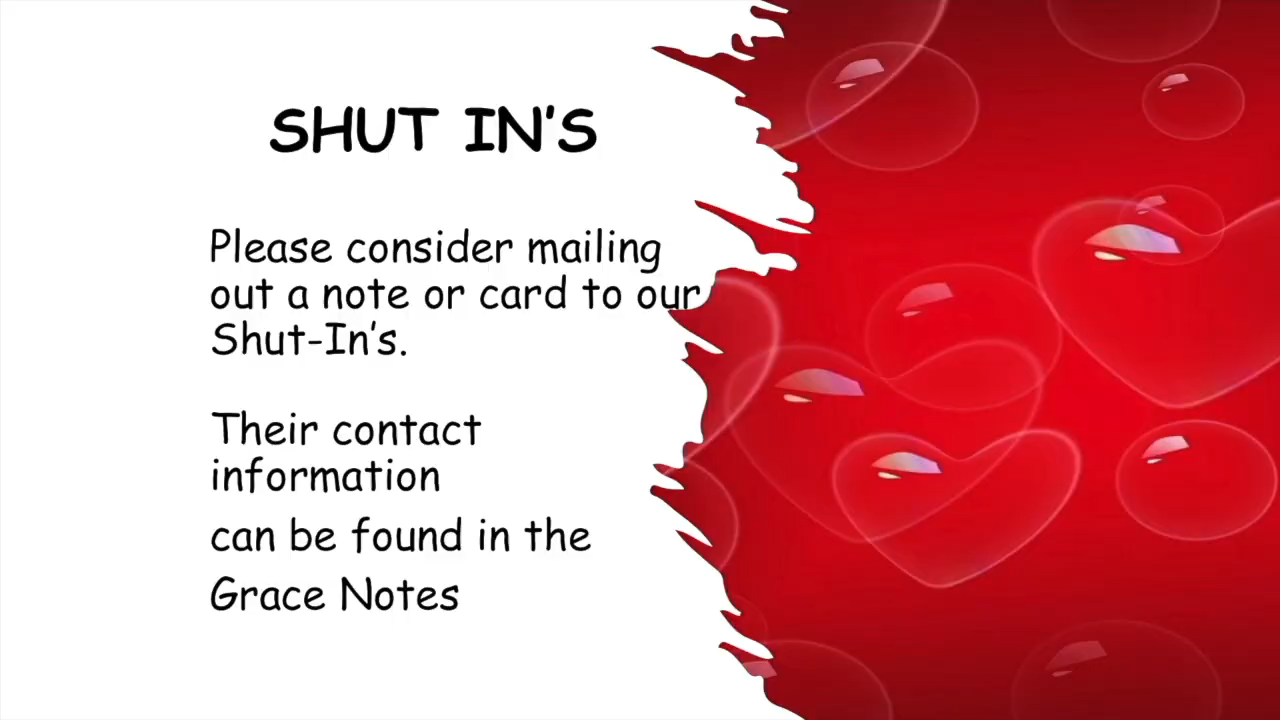 SHUT IN'S
Please consider mailing
out a note or card to our
Shut-In's.
Their contact
information
can be found in the
Grace Notes